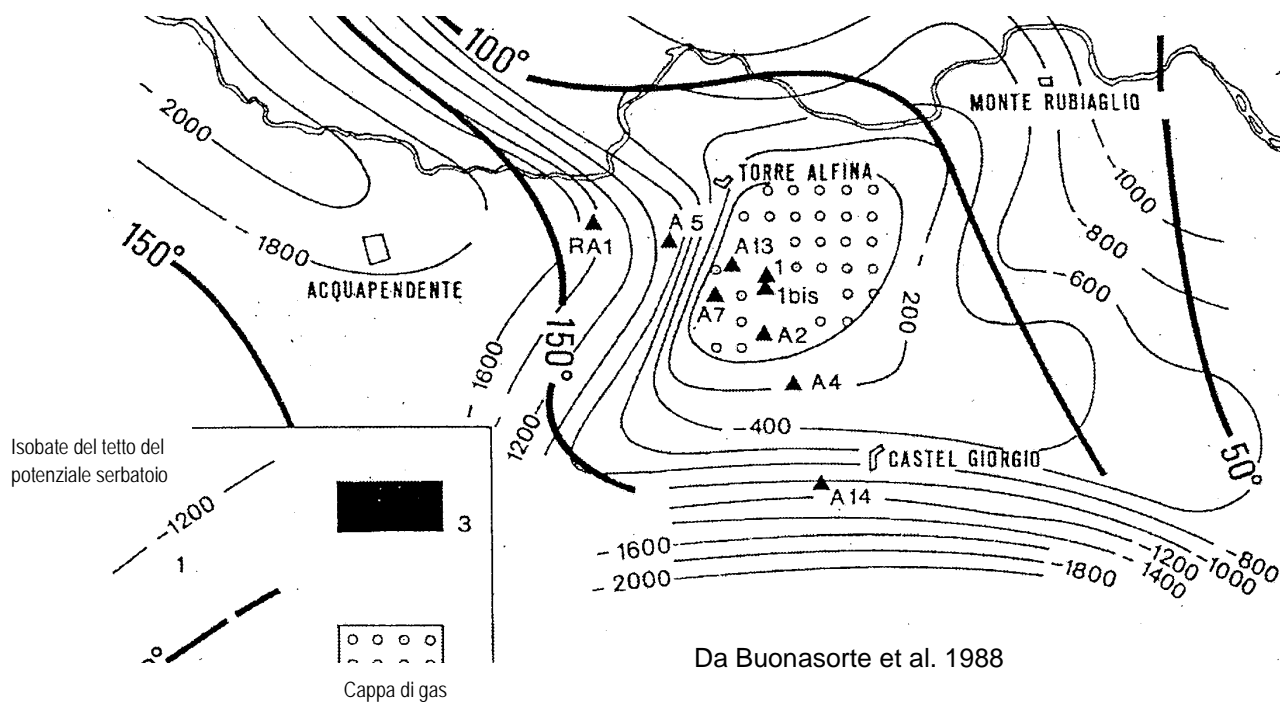 100°
MONTE RUBIAGLIO
-2000
TORRE ALFINA
-1000
A 5
RA1
-800
150°
-1800
A13
1
-600
ACQUAPENDENTE
1bis
A7
-200
150°
A2
-1600
A4
-400
1200
CASTEL GIORGIO
50°
Isobate del tetto del
potenziale serbatoio
A14
3
-1200
-1600
-800
-1200
-1000
1
-2000
-1800
-1400
Da Buonasorte et al. 1988
Cappa di gas